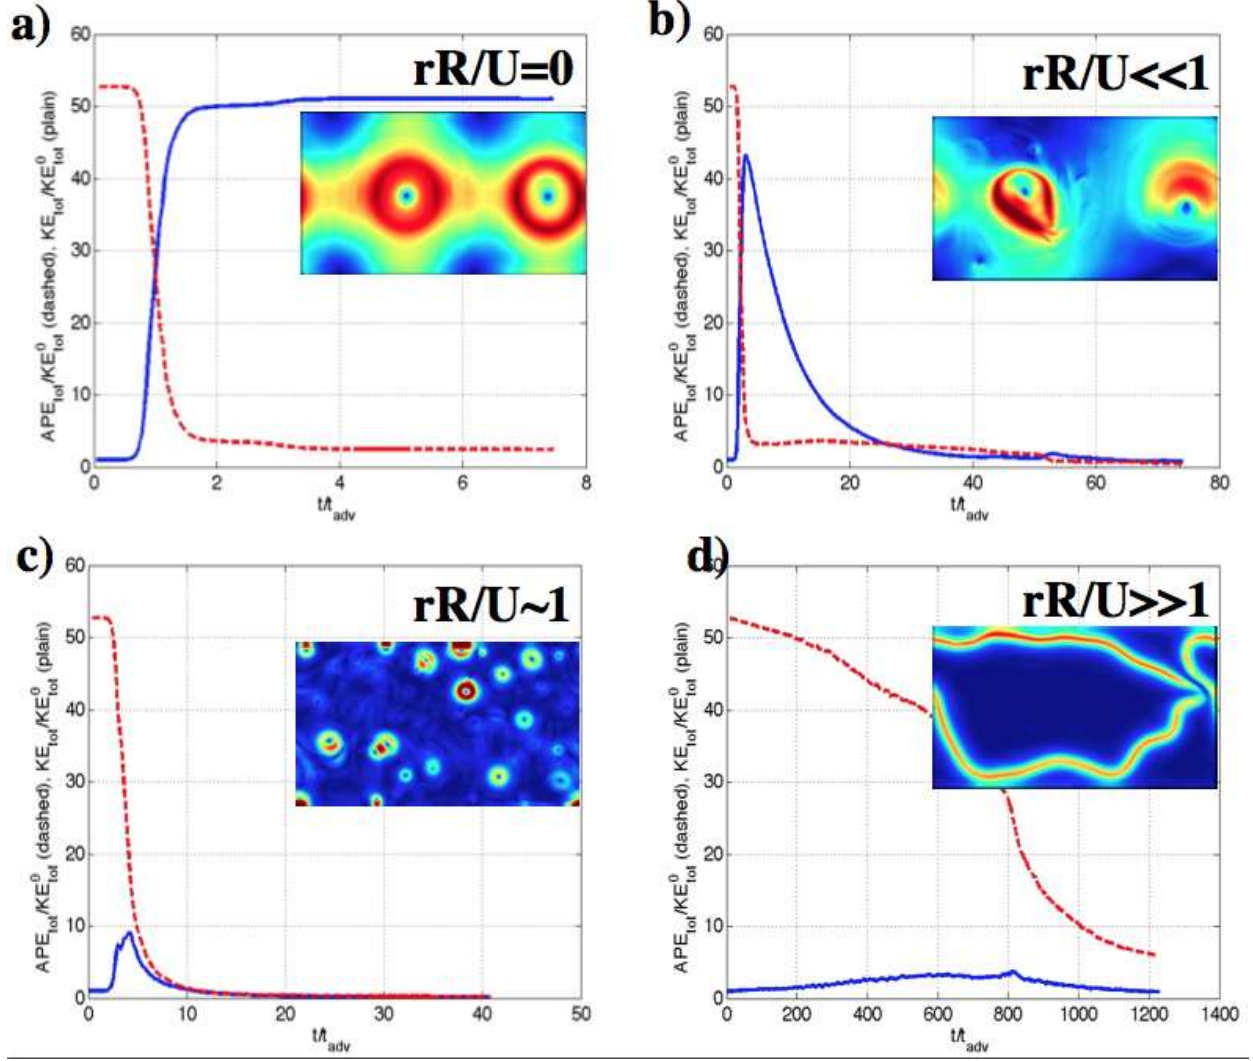 a)
rR/U=0
60
50
40
30
20
10
0
0 2 4 6 8
t/t_adv
APE_tot/KE^0_tot (dashed), KE_tot/KE^0_tot (plain)
b)
rR/U<<1
60
50
40
30
20
10
0
0 20 40 60 80
t/t_adv
APE_tot/KE^0_tot (dashed), KE_tot/KE^0_tot (plain)
c)
rR/U~1
60
50
40
30
20
10
0
0 10 20 30 40 50
t/t_adv
APE_tot/KE^0_tot (dashed), KE_tot/KE^0_tot (plain)
d)
rR/U>>1
60
50
40
30
20
10
0
0 200 400 600 800 1000 1200 1400
t/t_adv
APE_tot/KE^0_tot (dashed), KE_tot/KE^0_tot (plain)